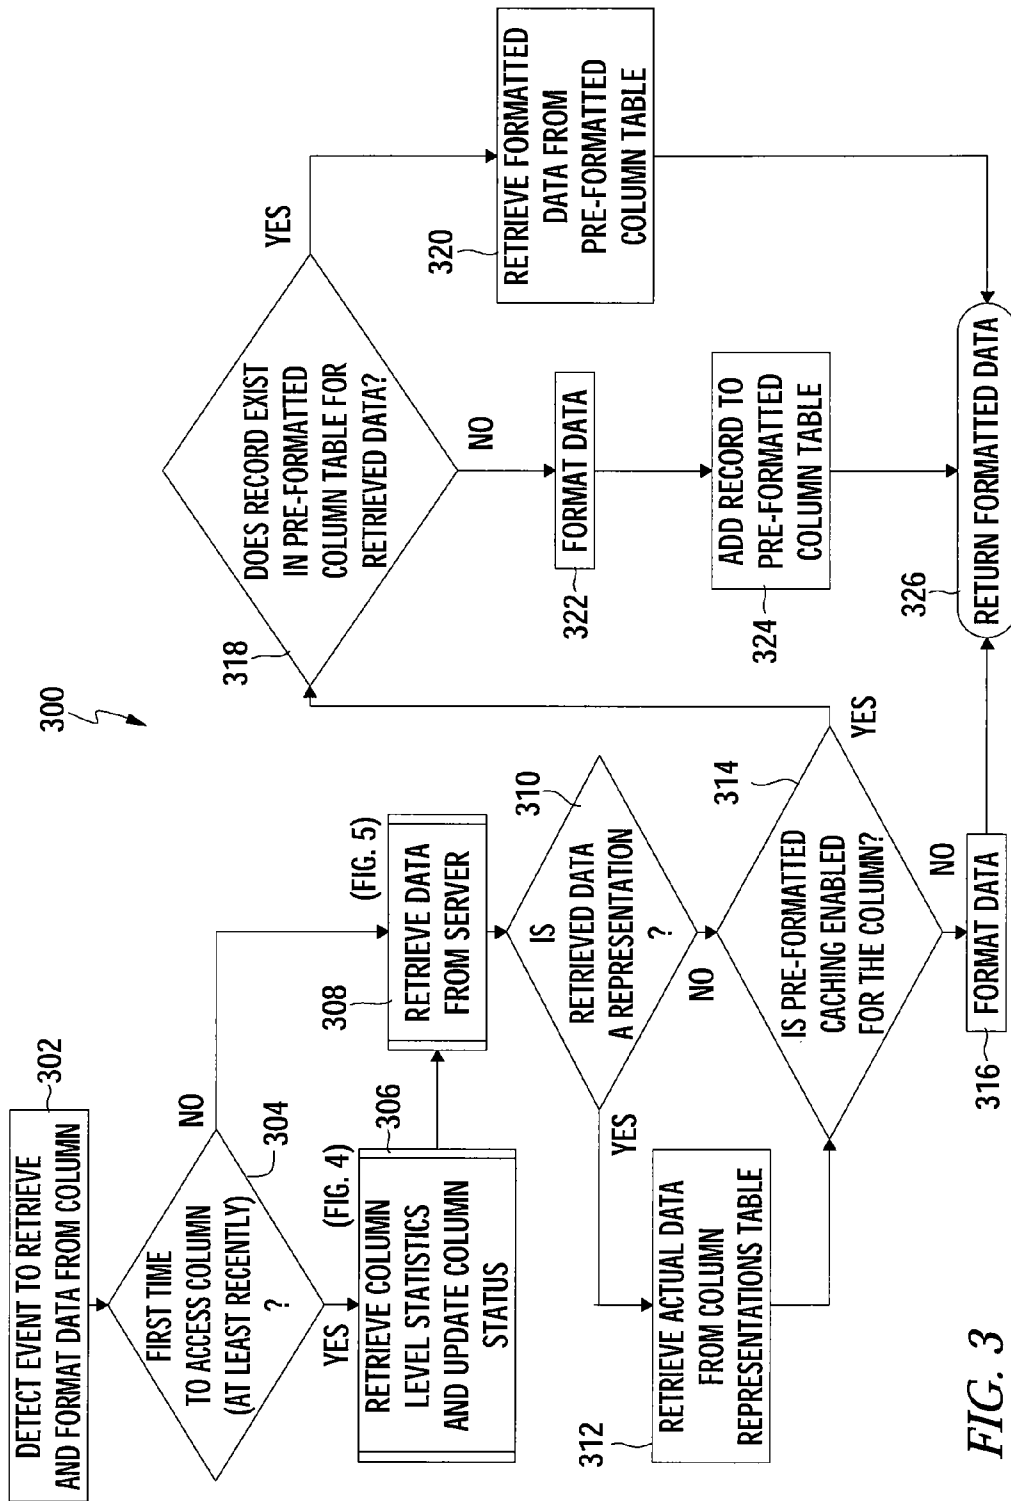 300
302
DETECT EVENT TO RETRIEVE
AND FORMAT DATA FROM COLUMN
304
FIRST TIME
TO ACCESS COLUMN
(AT LEAST RECENTLY)
?
NO
YES
(FIG. 4)
306
RETRIEVE COLUMN
LEVEL STATISTICS
AND UPDATE COLUMN
STATUS
(FIG. 5)
308
RETRIEVE DATA
FROM SERVER
310
IS
RETRIEVED DATA
A REPRESENTATION
?
YES
NO
312
RETRIEVE ACTUAL DATA
FROM COLUMN
REPRESENTATIONS TABLE
314
IS PRE-FORMATTED
CACHING ENABLED
FOR THE COLUMN?
YES
NO
316
FORMAT DATA
318
DOES RECORD EXIST
IN PRE-FORMATTED
COLUMN TABLE FOR
RETRIEVED DATA?
YES
NO
320
RETRIEVE FORMATTED
DATA FROM
PRE-FORMATTED
COLUMN TABLE
322
FORMAT DATA
324
ADD RECORD TO
PRE-FORMATTED
COLUMN TABLE
326
RETURN FORMATTED DATA
FIG. 3